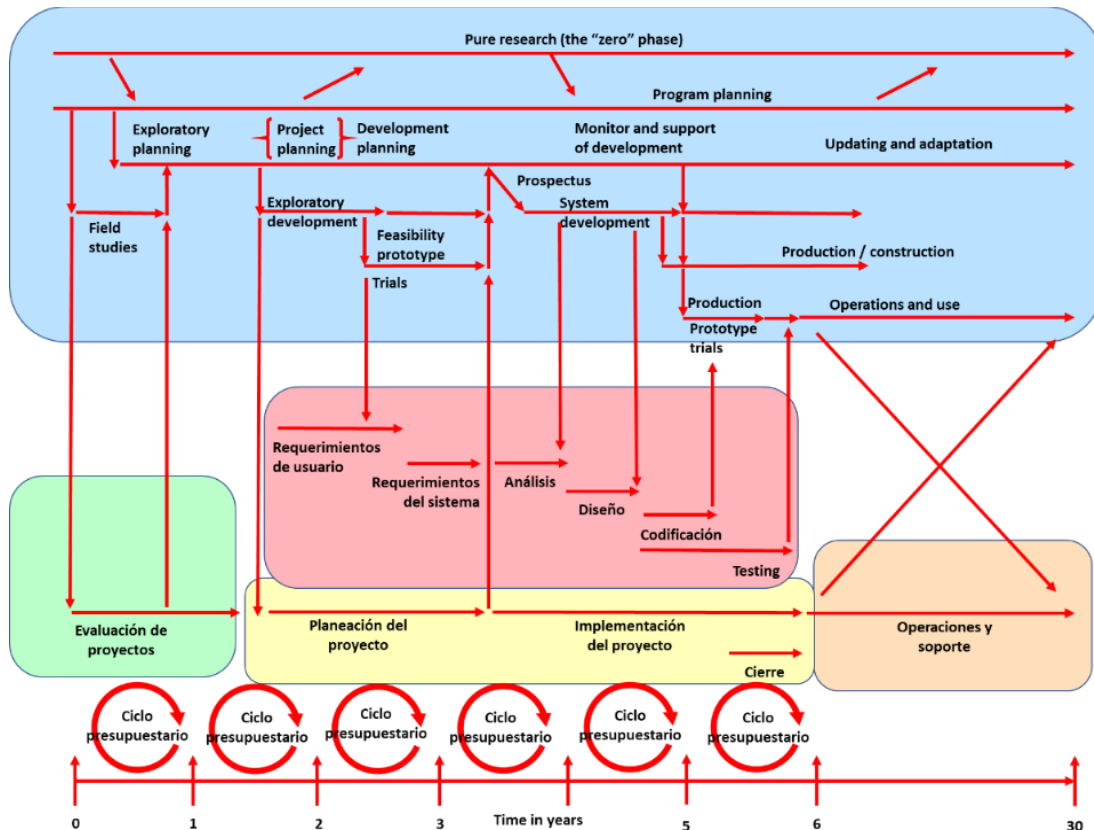 Pure research (the “zero” phase)
Program planning
Exploratory
planning
Project
planning
Development
planning
Monitor and support
of development
Updating and adaptation
Prospectus
Field
studies
Exploratory
development
System
development
Feasibility
prototype
Trials
Production / construction
Production
Prototype
trials
Operations and use
Requerimientos
de usuario
Requerimientos
del sistema
Análisis
Diseño
Codificación
Testing
Evaluación de
proyectos
Planeación del
proyecto
Implementación
del proyecto
Cierre
Operaciones y
soporte
Ciclo
presupuestario
Ciclo
presupuestario
Ciclo
presupuestario
Ciclo
presupuestario
Ciclo
presupuestario
Ciclo
presupuestario
0 1 2 3 Time in years 5 6 30